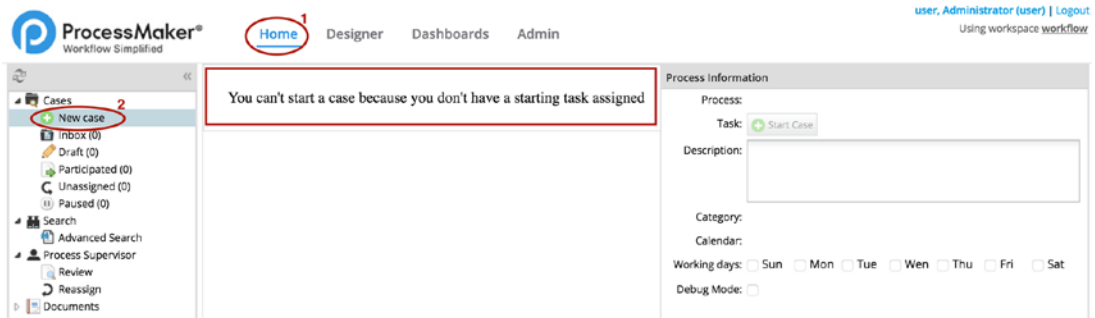 user, Administrator (user) | Logout
Using workspace workflow
ProcessMaker®
Workflow Simplified
1
Home Designer Dashboards Admin
Cases
2
New case
Inbox (0)
Draft (0)
Participated (0)
Unassigned (0)
Paused (0)
Search
Advanced Search
Process Supervisor
Review
Reassign
Documents
You can't start a case because you don't have a starting task assigned
Process Information
Process:
Task: Start Case
Description:
Category:
Calendar:
Working days: Sun Mon Tue Wen Thu Fri Sat
Debug Mode: